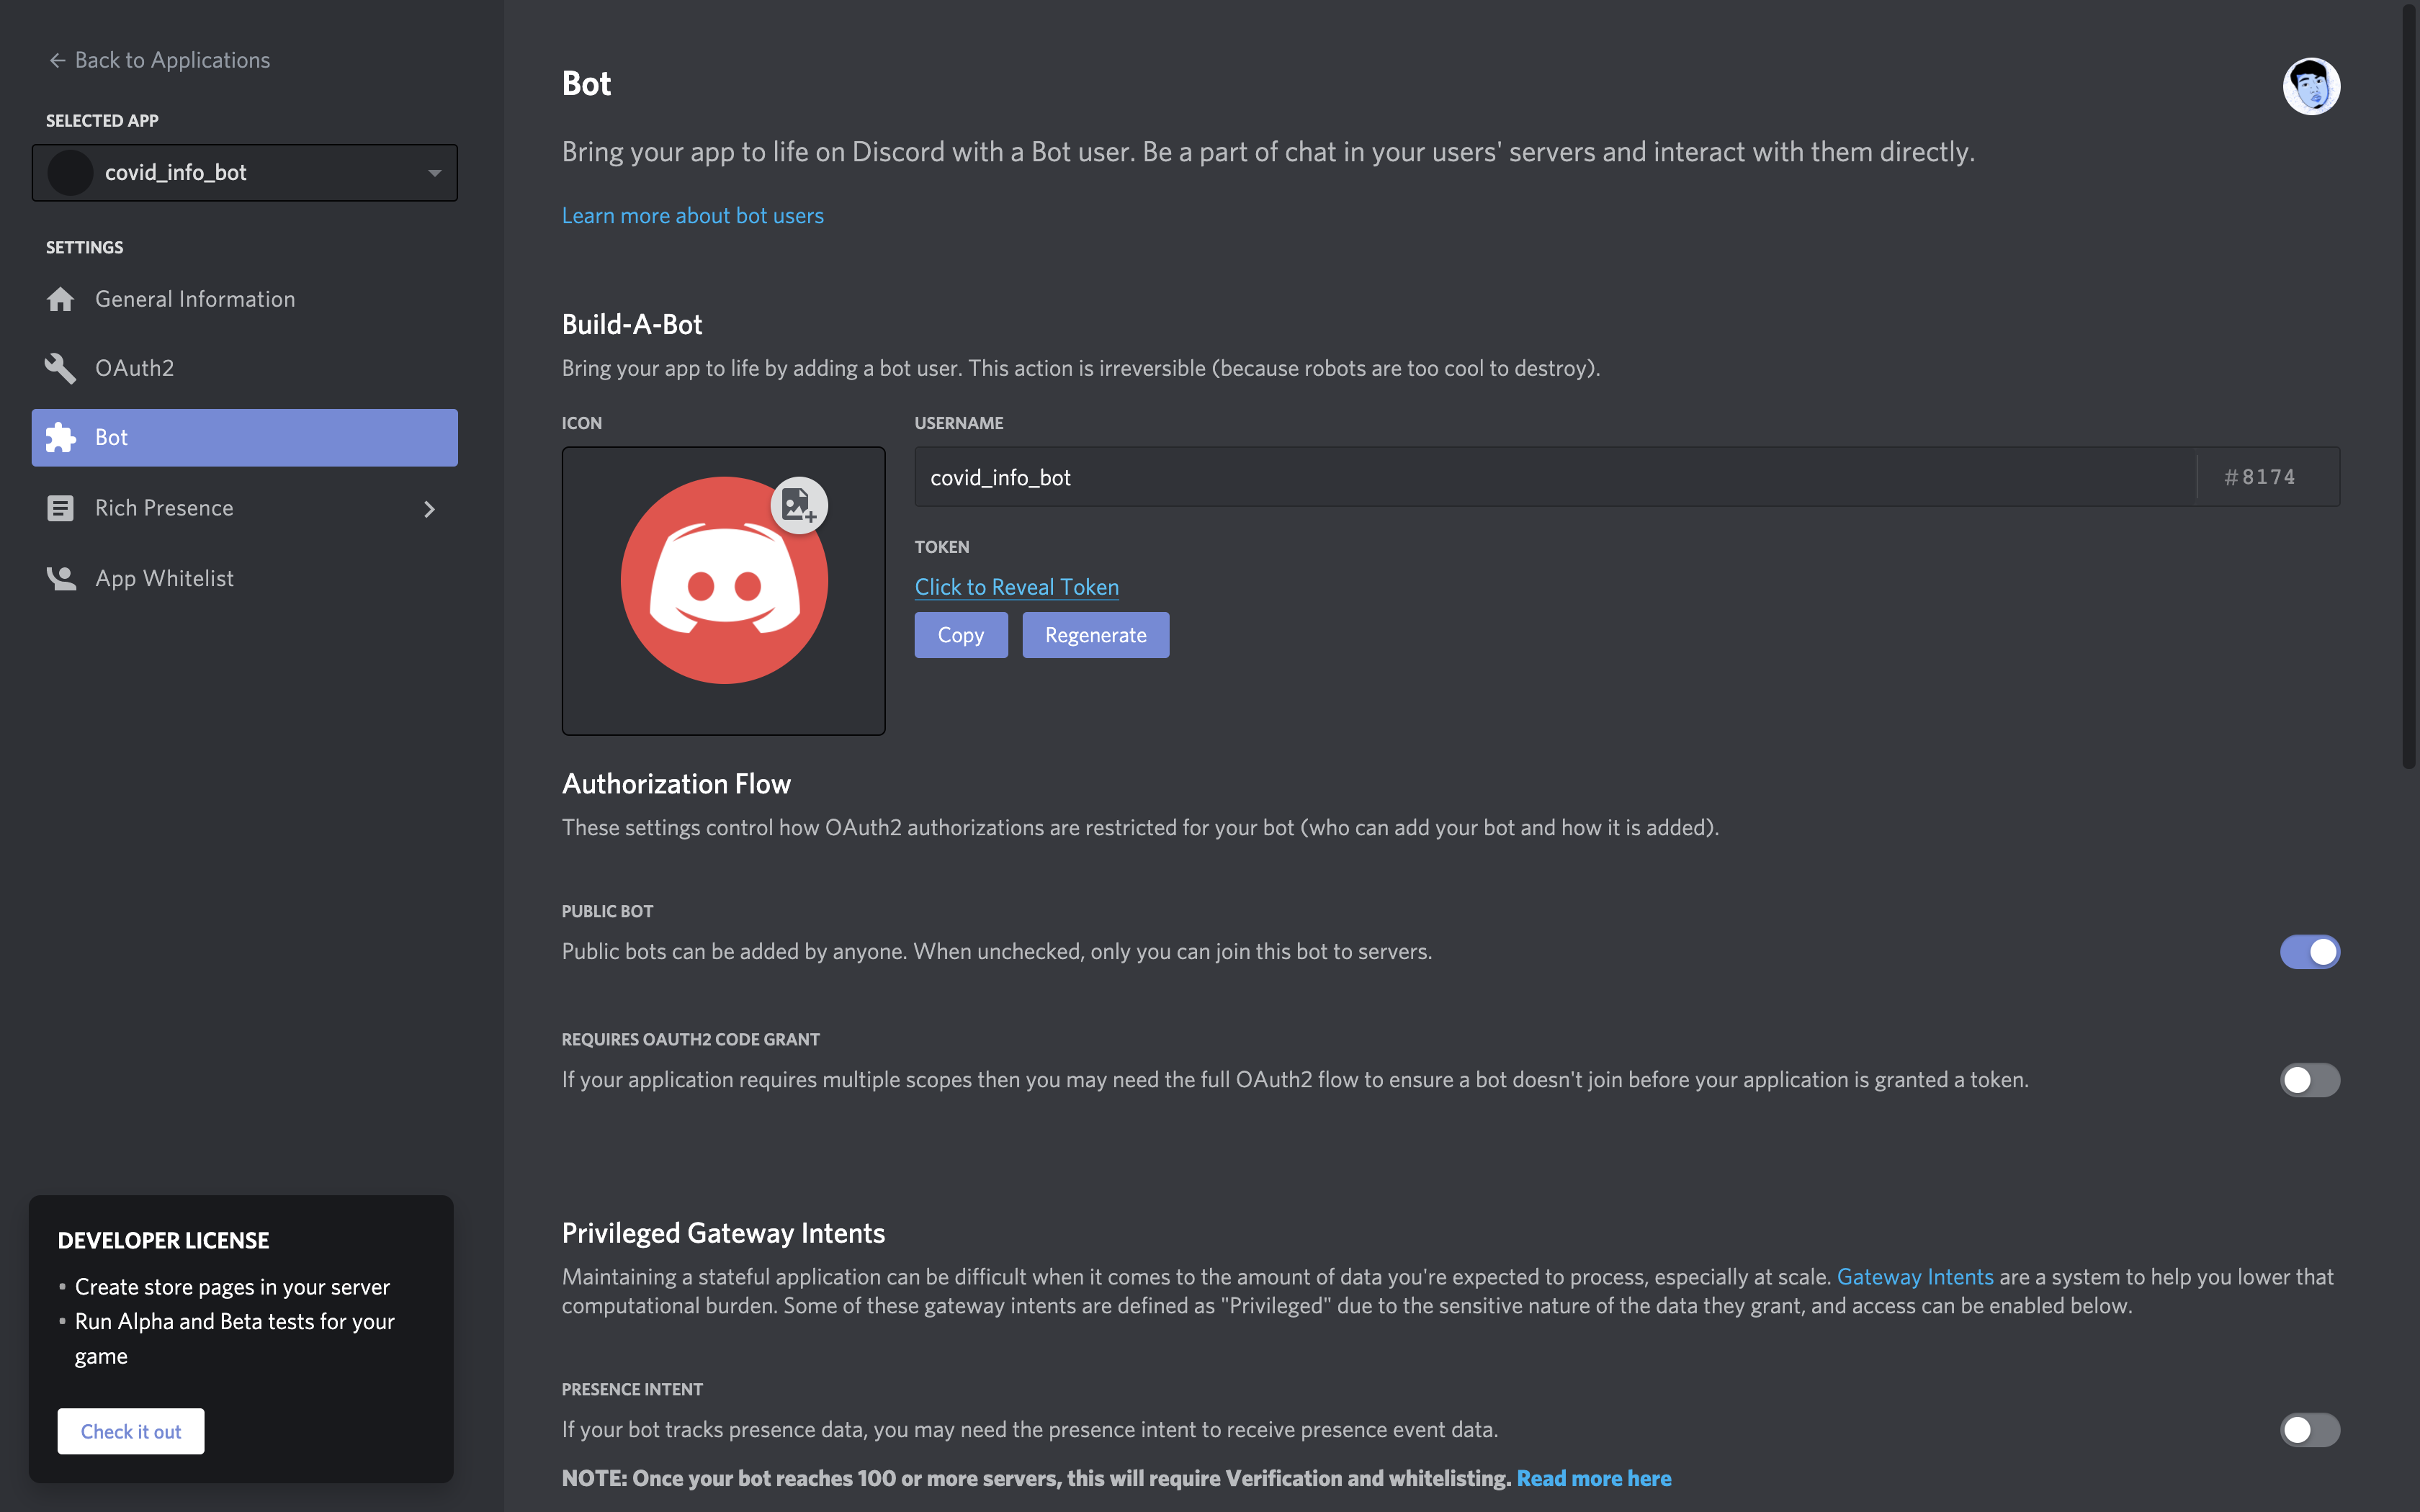 Back to Applications
SELECTED APP
covid_info_bot
SETTINGS
General Information
OAuth2
Bot
Rich Presence
App Whitelist
DEVELOPER LICENSE
• Create store pages in your server
• Run Alpha and Beta tests for your
game
Check it out
Bot
Bring your app to life on Discord with a Bot user. Be a part of chat in your users' servers and interact with them directly.
Learn more about bot users
Build-A-Bot
Bring your app to life by adding a bot user. This action is irreversible (because robots are too cool to destroy).
ICON
USERNAME
covid_info_bot #8174
TOKEN
Click to Reveal Token
Copy Regenerate
Authorization Flow
These settings control how OAuth2 authorizations are restricted for your bot (who can add your bot and how it is added).
PUBLIC BOT
Public bots can be added by anyone. When unchecked, only you can join this bot to servers.
REQUIRES OAUTH2 CODE GRANT
If your application requires multiple scopes then you may need the full OAuth2 flow to ensure a bot doesn't join before your application is granted a token.
Privileged Gateway Intents
Maintaining a stateful application can be difficult when it comes to the amount of data you're expected to process, especially at scale. Gateway Intents are a system to help you lower that
computational burden. Some of these gateway intents are defined as "Privileged" due to the sensitive nature of the data they grant, and access can be enabled below.
PRESENCE INTENT
If your bot tracks presence data, you may need the presence intent to receive presence event data.
NOTE: Once your bot reaches 100 or more servers, this will require Verification and whitelisting. Read more here